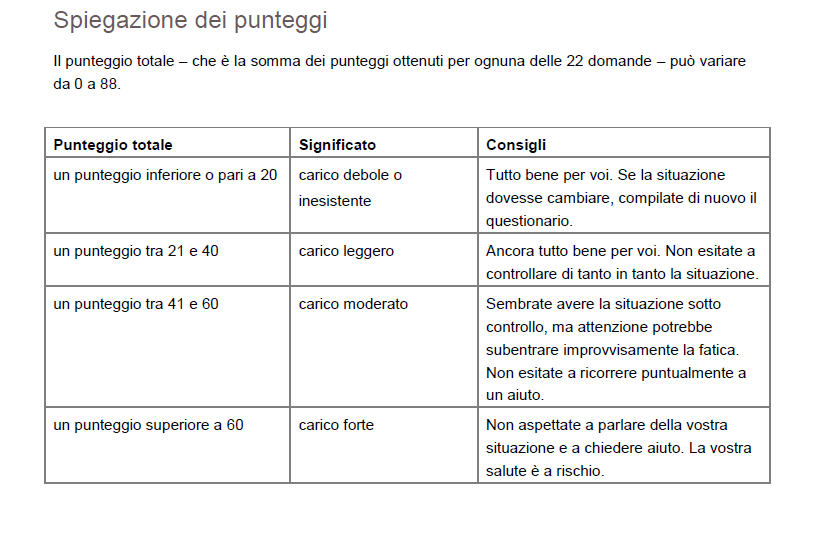 Spiegazione dei punteggi
Il punteggio totale – che è la somma dei punteggi ottenuti per ognuna delle 22 domande – può variare
da 0 a 88.
Punteggio totale
Significato
Consigli
un punteggio inferiore o pari a 20
carico debole o
inesistente
Tutto bene per voi. Se la situazione
dovesse cambiare, compilate di nuovo il
questionario.
un punteggio tra 21 e 40
carico leggero
Ancora tutto bene per voi. Non esitate a
controllare di tanto in tanto la situazione.
un punteggio tra 41 e 60
carico moderato
Sembrate avere la situazione sotto
controllo, ma attenzione potrebbe
subentrare improvvisamente la fatica.
Non esitate a ricorrere puntualmente a
un aiuto.
un punteggio superiore a 60
carico forte
Non aspettate a parlare della vostra
situazione e a chiedere aiuto. La vostra
salute è a rischio.